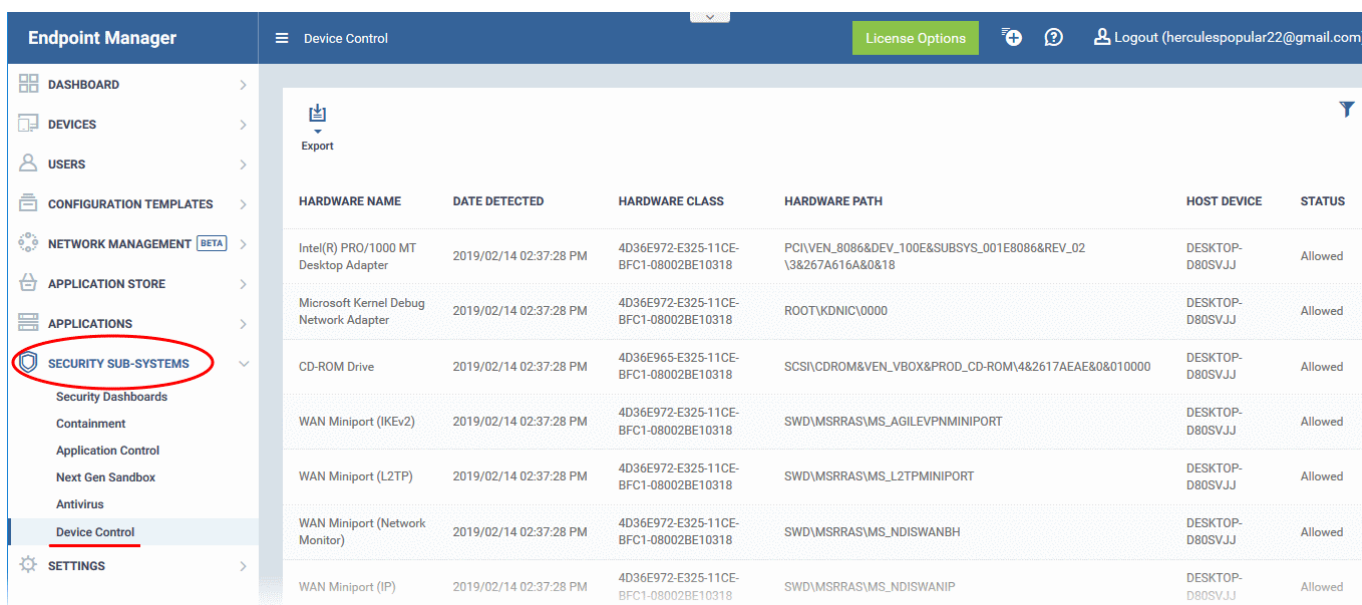 Endpoint Manager
Device Control
License Options
Logout (herculespopular22@gmail.com)
DASHBOARD
DEVICES
USERS
CONFIGURATION TEMPLATES
NETWORK MANAGEMENT BETA
APPLICATION STORE
APPLICATIONS
SECURITY SUB-SYSTEMS
Security Dashboards
Containment
Application Control
Next Gen Sandbox
Antivirus
Device Control
SETTINGS
Export
HARDWARE NAME DATE DETECTED HARDWARE CLASS HARDWARE PATH HOST DEVICE STATUS
Intel(R) PRO/1000 MT 4D36E972-E325-11CE- PCI\VEN_8086&DEV_100E&SUBSYS_001E8086&REV_02 DESKTOP-
2019/02/14 02:37:28 PM Allowed
Desktop Adapter BFC1-08002BE10318 \3&267A616A&0&18 D80SVJJ
Microsoft Kernel Debug 4D36E972-E325-11CE- DESKTOP-
2019/02/14 02:37:28 PM ROOT\KDNIC\0000 Allowed
Network Adapter BFC1-08002BE10318 D80SVJJ
4D36E965-E325-11CE- DESKTOP-
CD-ROM Drive 2019/02/14 02:37:28 PM SCSI\CDROM&VEN_VBOX&PROD_CD-ROM\4&2617AEAE&0&010000 Allowed
BFC1-08002BE10318 D80SVJJ
4D36E972-E325-11CE- DESKTOP-
WAN Miniport (IKEv2) 2019/02/14 02:37:28 PM SWD\MSRRAS\MS_AGILEVPNMINIPORT Allowed
BFC1-08002BE10318 D80SVJJ
4D36E972-E325-11CE- DESKTOP-
WAN Miniport (L2TP) 2019/02/14 02:37:28 PM SWD\MSRRAS\MS_L2TPMINIPORT Allowed
BFC1-08002BE10318 D80SVJJ
WAN Miniport (Network 4D36E972-E325-11CE- DESKTOP-
2019/02/14 02:37:28 PM SWD\MSRRAS\MS_NDISWANBH Allowed
Monitor) BFC1-08002BE10318 D80SVJJ
4D36E972-E325-11CE- DESKTOP-
WAN Miniport (IP) 2019/02/14 02:37:28 PM SWD\MSRRAS\MS_NDISWANIP Allowed
BFC1-08002BE10318 D80SVJJ